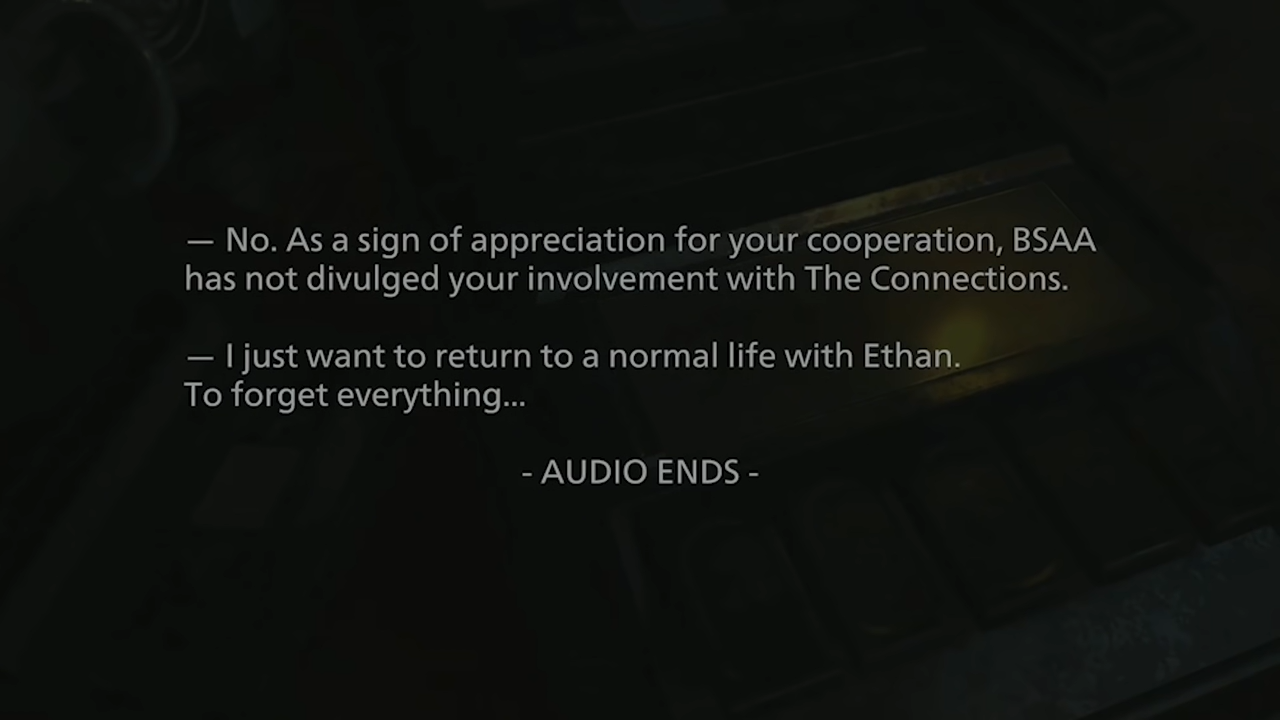 — No. As a sign of appreciation for your cooperation, BSAA
has not divulged your involvement with The Connections.
— I just want to return to a normal life with Ethan.
To forget everything...
- AUDIO ENDS -